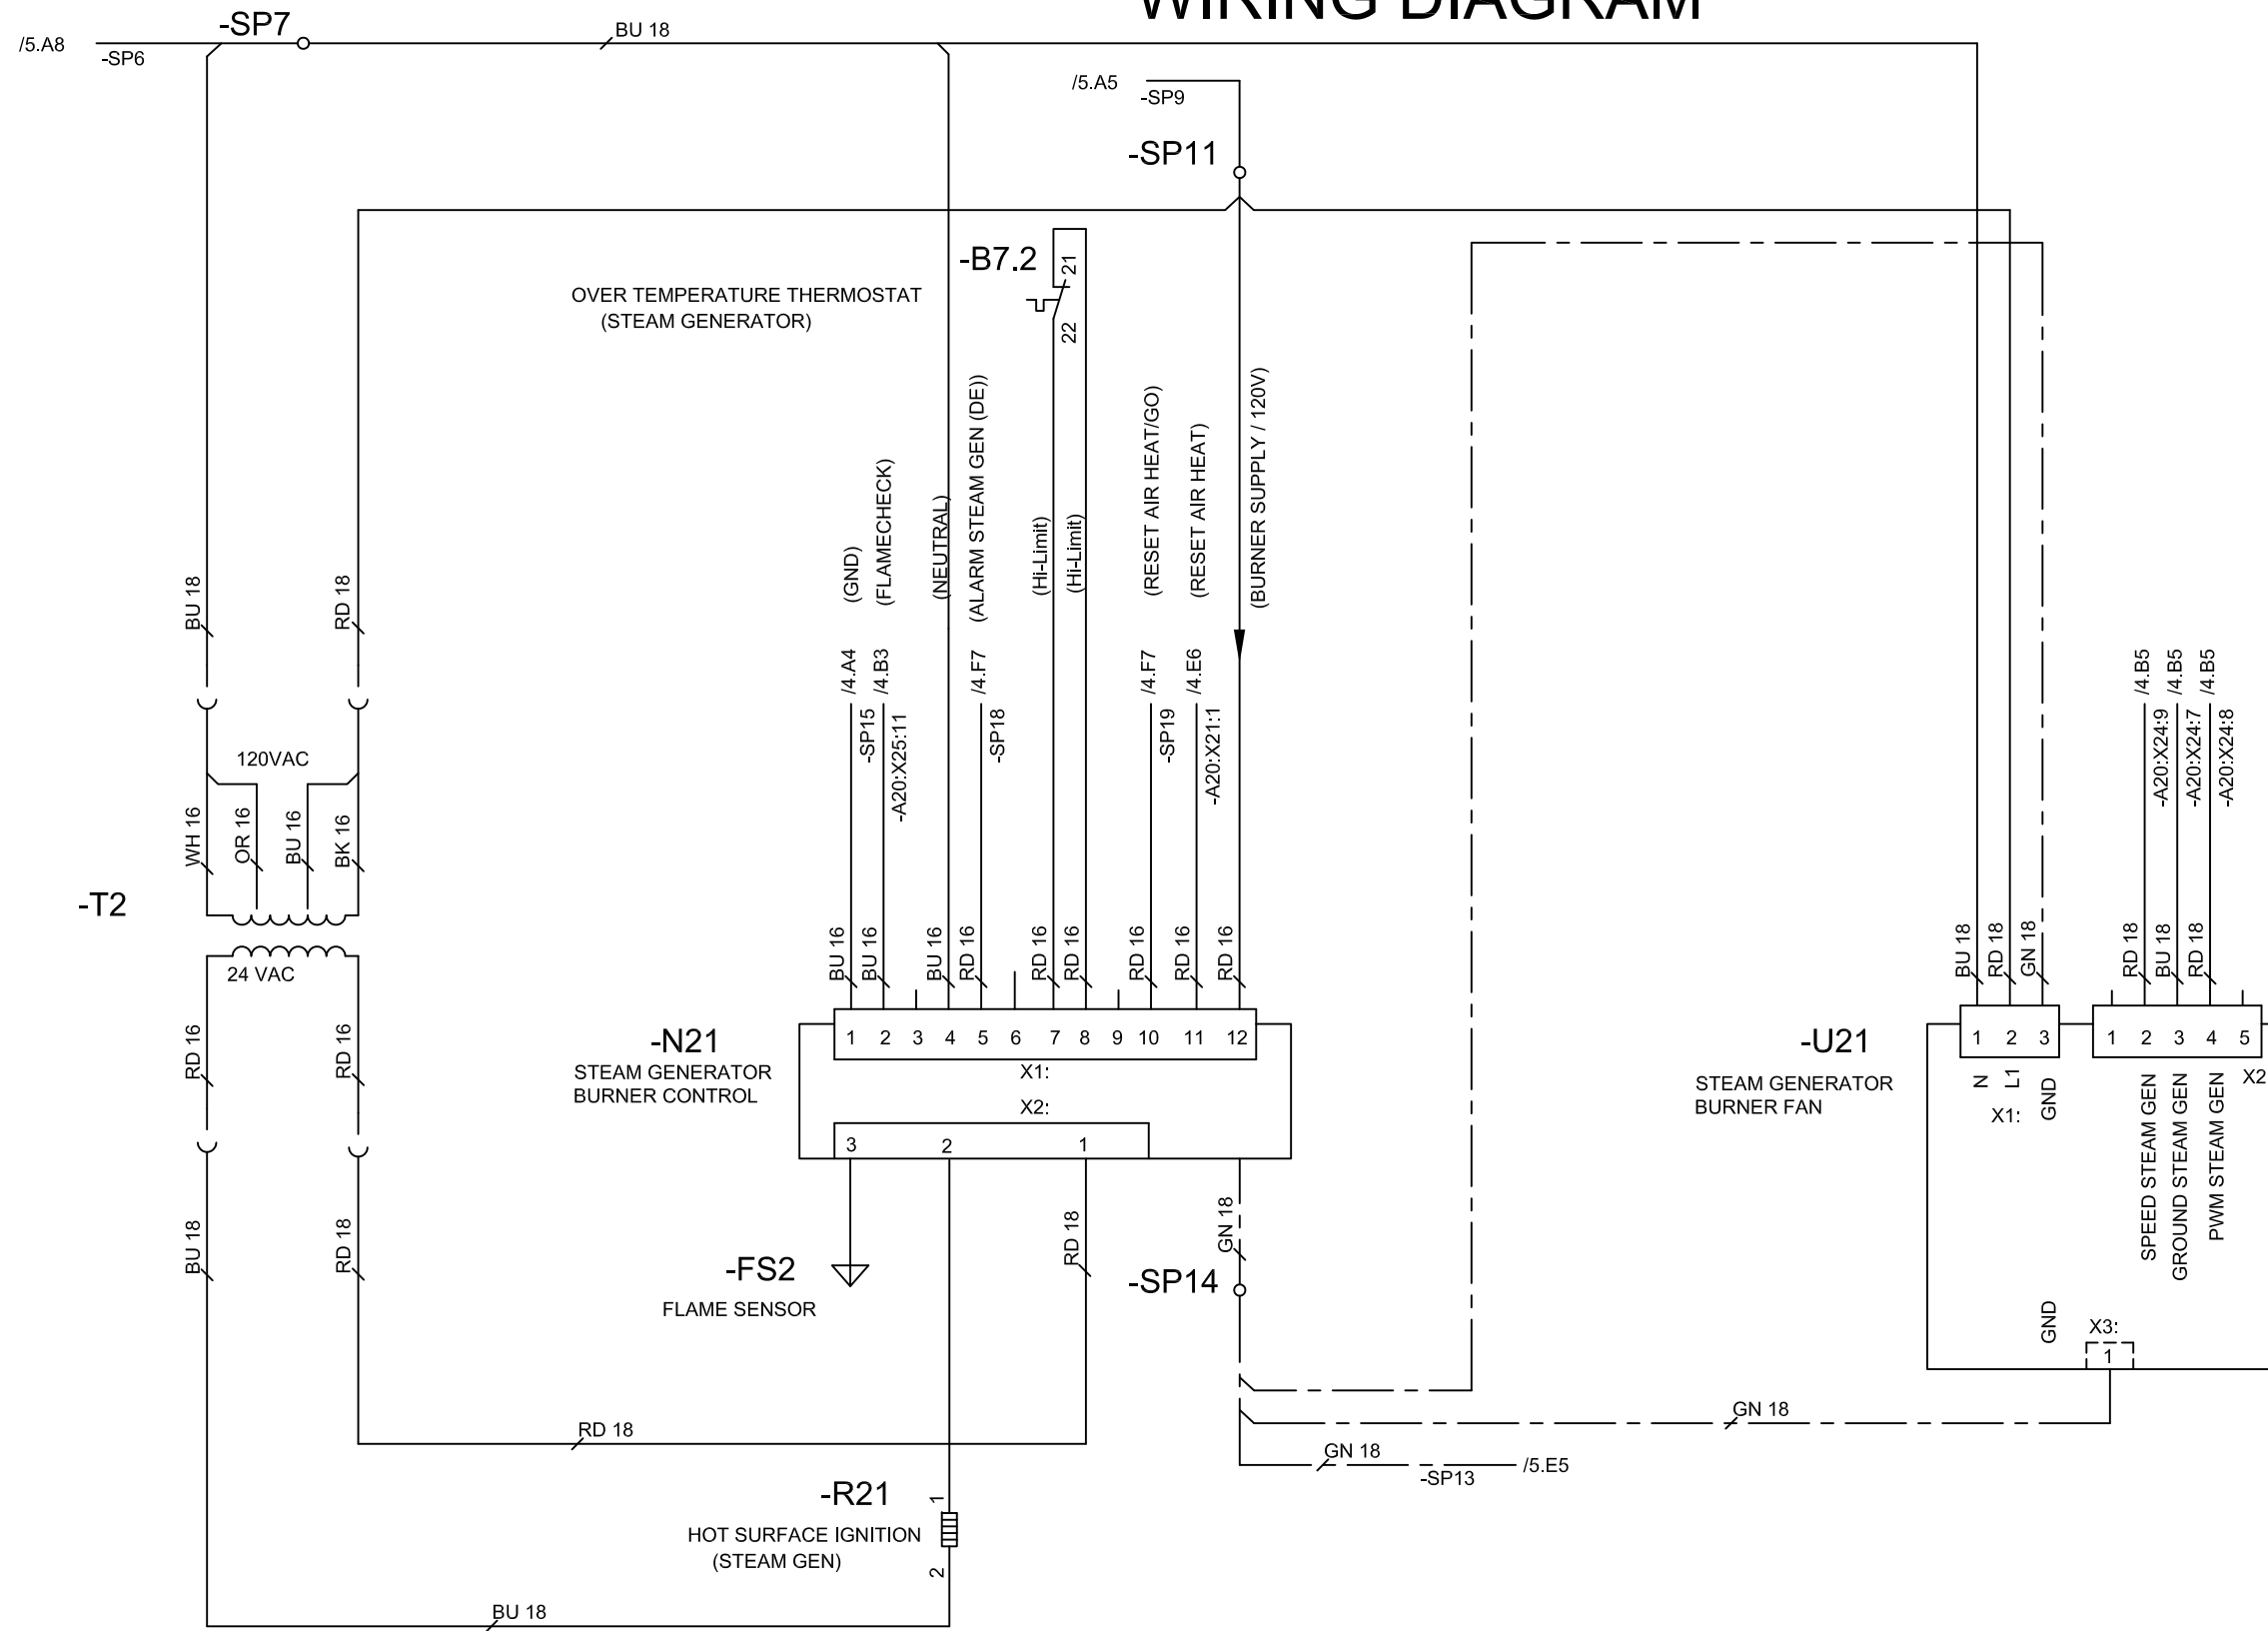 WIRING DIAGRAM
-SP7
/5.A8
-SP6
BU 18
/5.A5
-SP9
-SP11
-B7.2
21
22
OVER TEMPERATURE THERMOSTAT
(STEAM GENERATOR)
(GND)
(FLAMECHECK)
(NEUTRAL)
(ALARM STEAM GEN (DE))
(Hi-Limit)
(Hi-Limit)
(RESET AIR HEAT/GO)
(RESET AIR HEAT)
(BURNER SUPPLY / 120V)
BU 18
RD 18
/4.A4
/4.B3
/4.F7
/4.F7
/4.E6
-SP15
-A20:X25:11
-SP18
-SP19
-A20:X21:1
/4.B5
/4.B5
/4.B5
-A20:X24:9
-A20:X24:7
-A20:X24:8
120VAC
WH 16
OR 16
BU 16
BK 16
-T2
24 VAC
BU 16
BU 16
BU 16
RD 16
RD 16
RD 16
RD 16
RD 16
RD 16
BU 18
RD 18
GN 18
RD 18
BU 18
RD 18
RD 16
RD 16
-N21
STEAM GENERATOR
BURNER CONTROL
1 2 3 4 5 6 7 8 9 10 11 12
X1:
X2:
3 2 1
-U21
STEAM GENERATOR
BURNER FAN
1 2 3
N
L1
GND
X1:
1 2 3 4 5
X2
SPEED STEAM GEN
GROUND STEAM GEN
PWM STEAM GEN
BU 18
RD 18
-FS2
FLAME SENSOR
RD 18
GN 18
-SP14
GND
X3:
1
GN 18
RD 18
GN 18
-SP13
/5.E5
-R21
1
HOT SURFACE IGNITION
(STEAM GEN)
2
BU 18